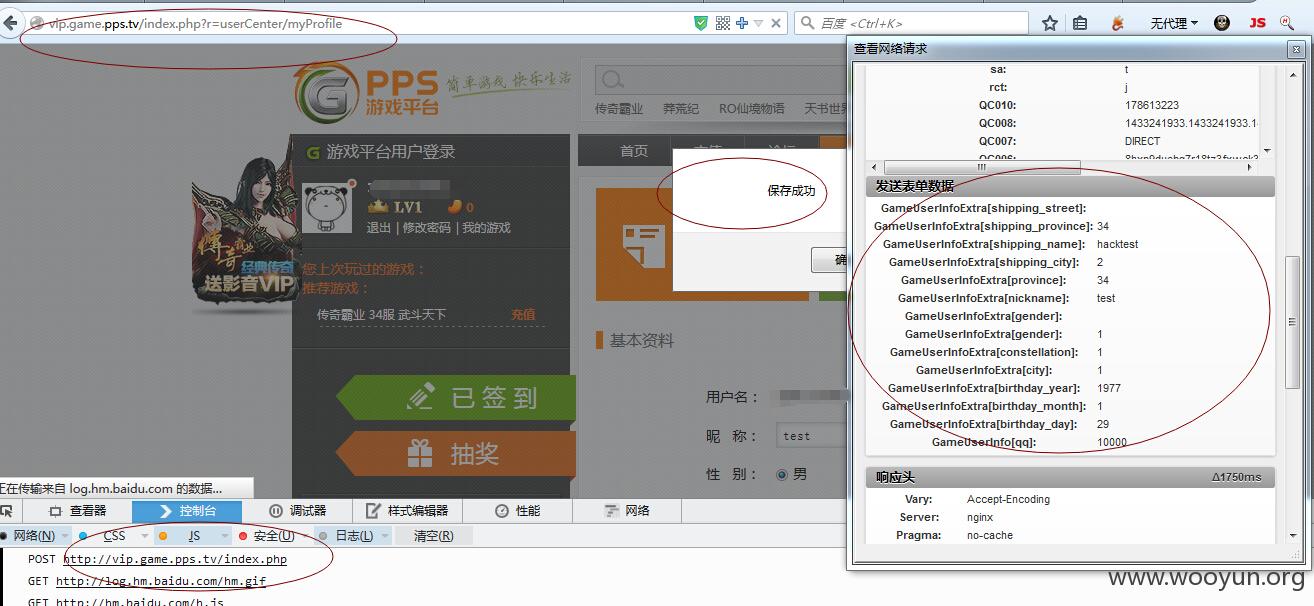 vip.game.pps.tv/index.php?r=userCenter/myProfile
百度 <Ctrl+K>
无代理
JS
PPS
游戏平台
简单游戏 快乐生活
传奇霸业 莽荒纪 RO仙境物语 天书世
G 游戏平台用户登录
首页
LV1 0
退出 | 修改密码 | 我的游戏
经典传奇
送影音VIP
您上次玩过的游戏：
推荐游戏：
传奇霸业 34服 武斗天下 充值
已签到
抽奖
保存成功
确
基本资料
用户名：
昵 称： test
性 别： 男
正在传输来自 log.hm.baidu.com 的数据...
查看器 控制台 调试器 样式编辑器 性能 网络
网络(N) CSS JS 安全(U) 日志(L) 清空(R)
POST http://vip.game.pps.tv/index.php
GET http://log.hm.baidu.com/hm.gif
GET http://hm.baidu.com/h.js
查看网络请求
sa: t
rct: j
QC010: 178613223
QC008: 1433241933.1433241933.1
QC007: DIRECT
发送表单数据
GameUserInfoExtra[shipping_street]:
GameUserInfoExtra[shipping_province]: 34
GameUserInfoExtra[shipping_name]: hacktest
GameUserInfoExtra[shipping_city]: 2
GameUserInfoExtra[province]: 34
GameUserInfoExtra[nickname]: test
GameUserInfoExtra[gender]:
GameUserInfoExtra[gender]: 1
GameUserInfoExtra[constellation]: 1
GameUserInfoExtra[city]: 1
GameUserInfoExtra[birthday_year]: 1977
GameUserInfoExtra[birthday_month]: 1
GameUserInfoExtra[birthday_day]: 29
GameUserInfo[qq]: 10000
响应头 Δ1750ms
Vary: Accept-Encoding
Server: nginx
Pragma: no-cache
www.wooyun.org